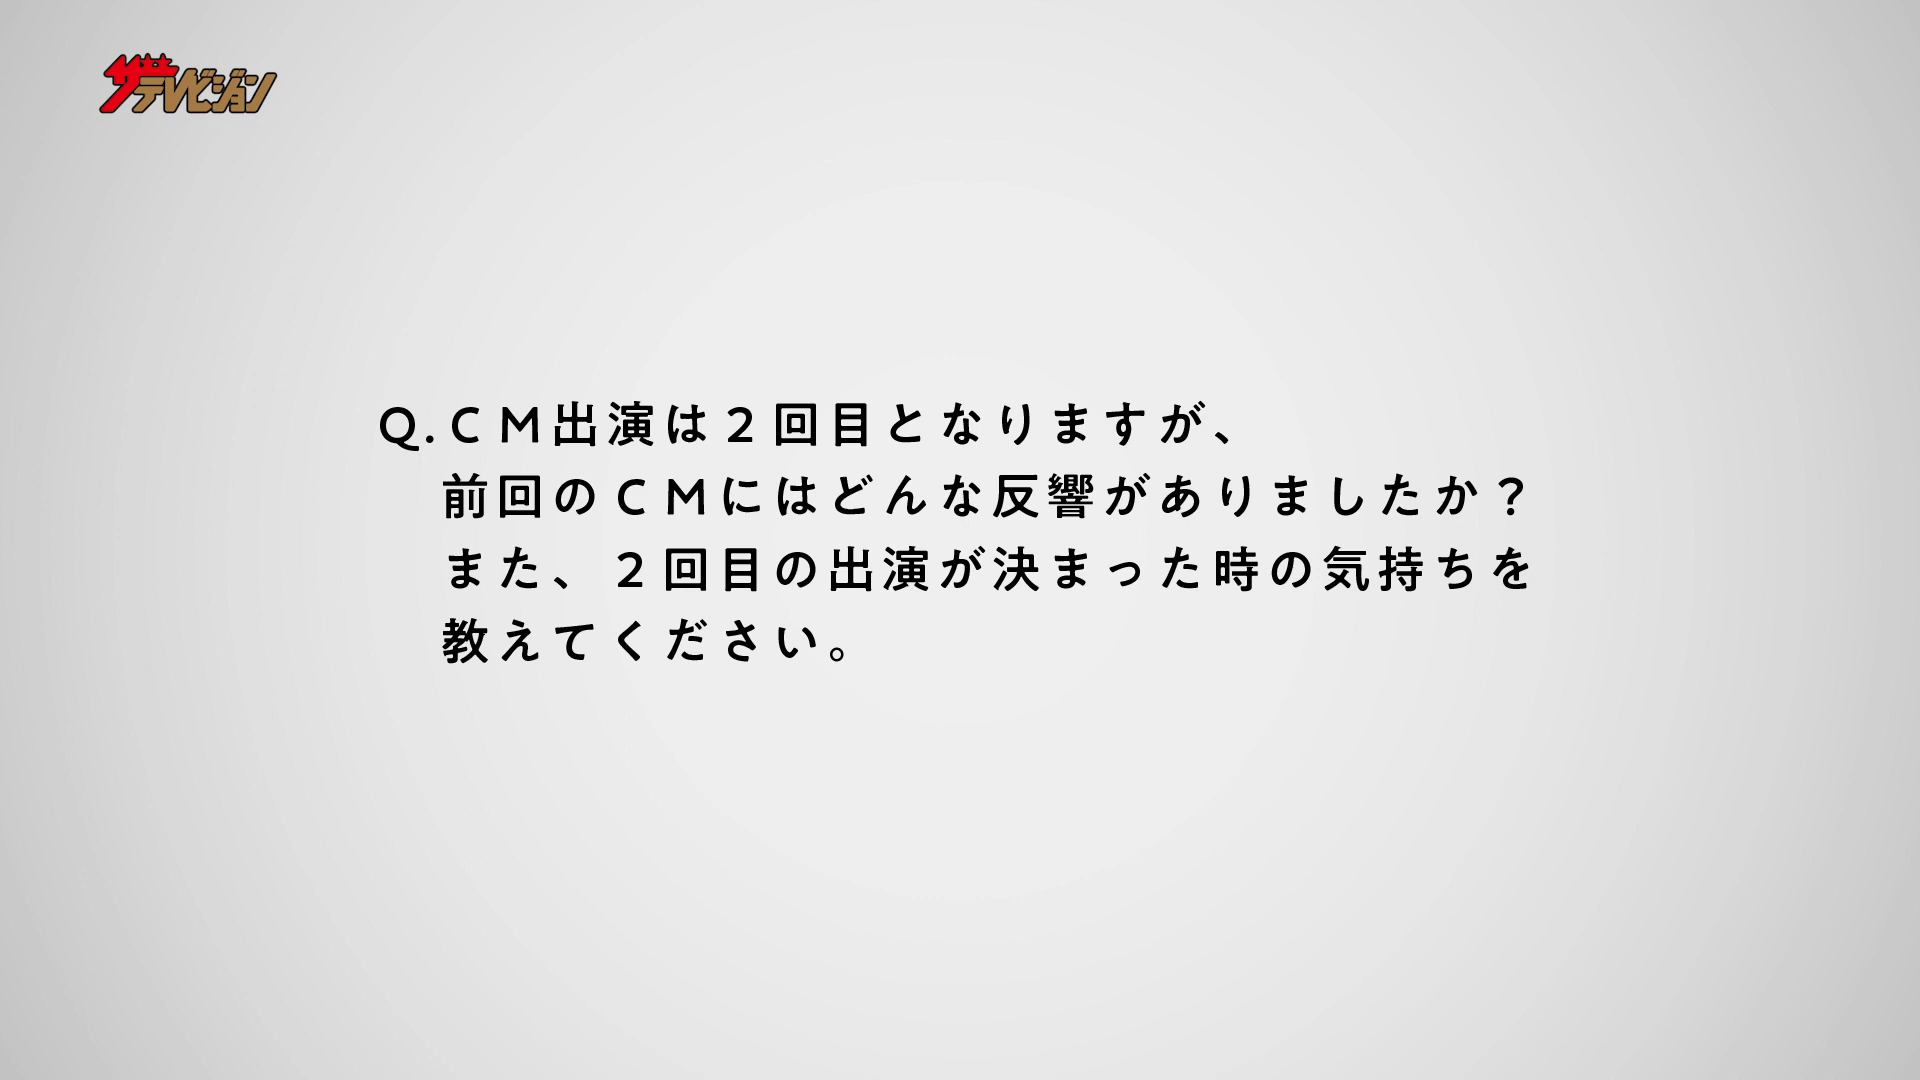 ザテレビジョン
Q.ＣＭ出演は２回目となりますが、
前回のＣＭにはどんな反響がありましたか？
また、２回目の出演が決まった時の気持ちを
教えてください。